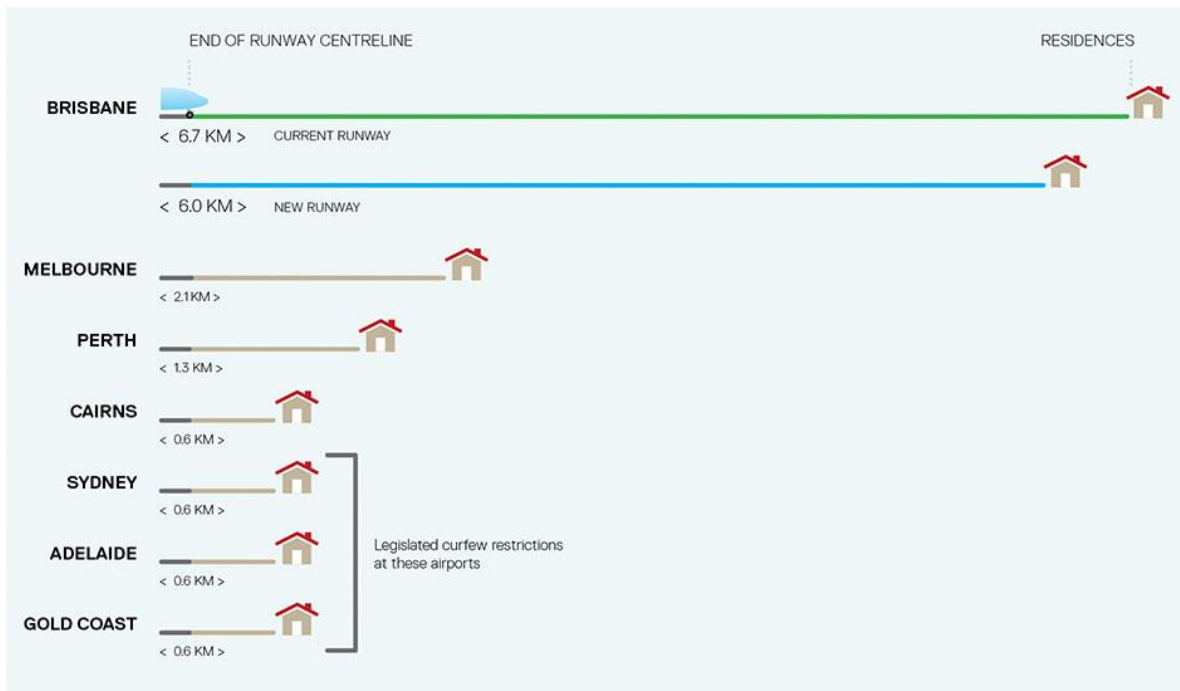 END OF RUNWAY CENTRELINE
RESIDENCES
BRISBANE
< 6.7 KM >
CURRENT RUNWAY
< 6.0 KM >
NEW RUNWAY
MELBOURNE
< 2.1 KM >
PERTH
< 1.3 KM >
CAIRNS
< 0.6 KM >
SYDNEY
< 0.6 KM >
ADELAIDE
< 0.6 KM >
GOLD COAST
< 0.6 KM >
Legislated curfew restrictions
at these airports